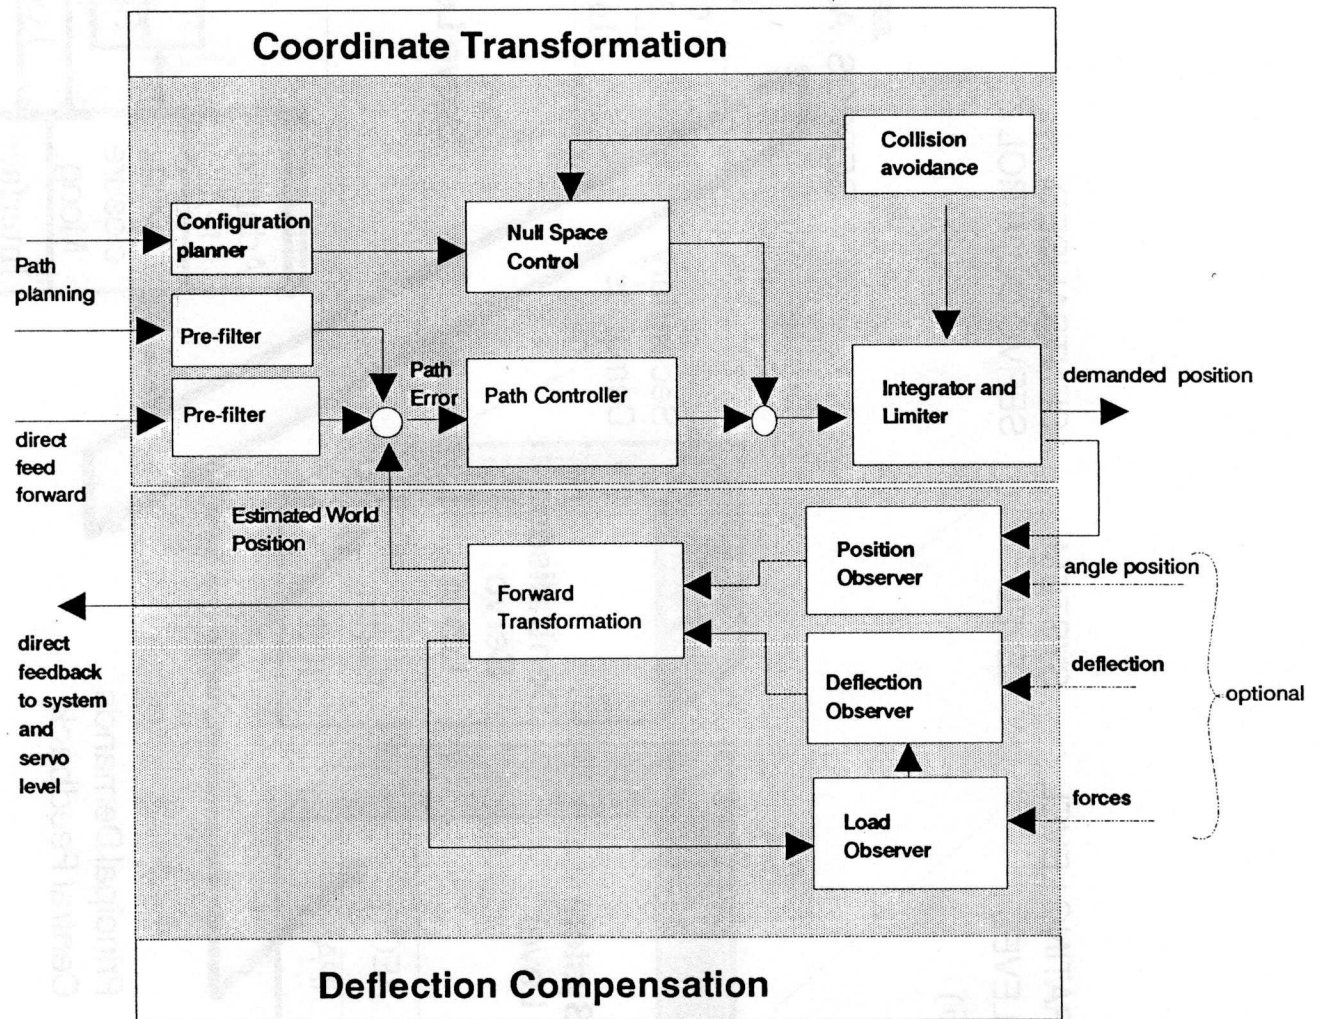 Coordinate Transformation
Collision
avoidance
Configuration
planner
Null Space
Control
Path
planning
Pre-filter
Path
Error
Path Controller
Integrator and
Limiter
demanded position
Pre-filter
direct
feed
forward
Estimated World
Position
Position
Observer
angle position
Forward
Transformation
direct
feedback
to system
and
servo
level
Deflection
Observer
deflection
optional
Load
Observer
forces
Deflection Compensation